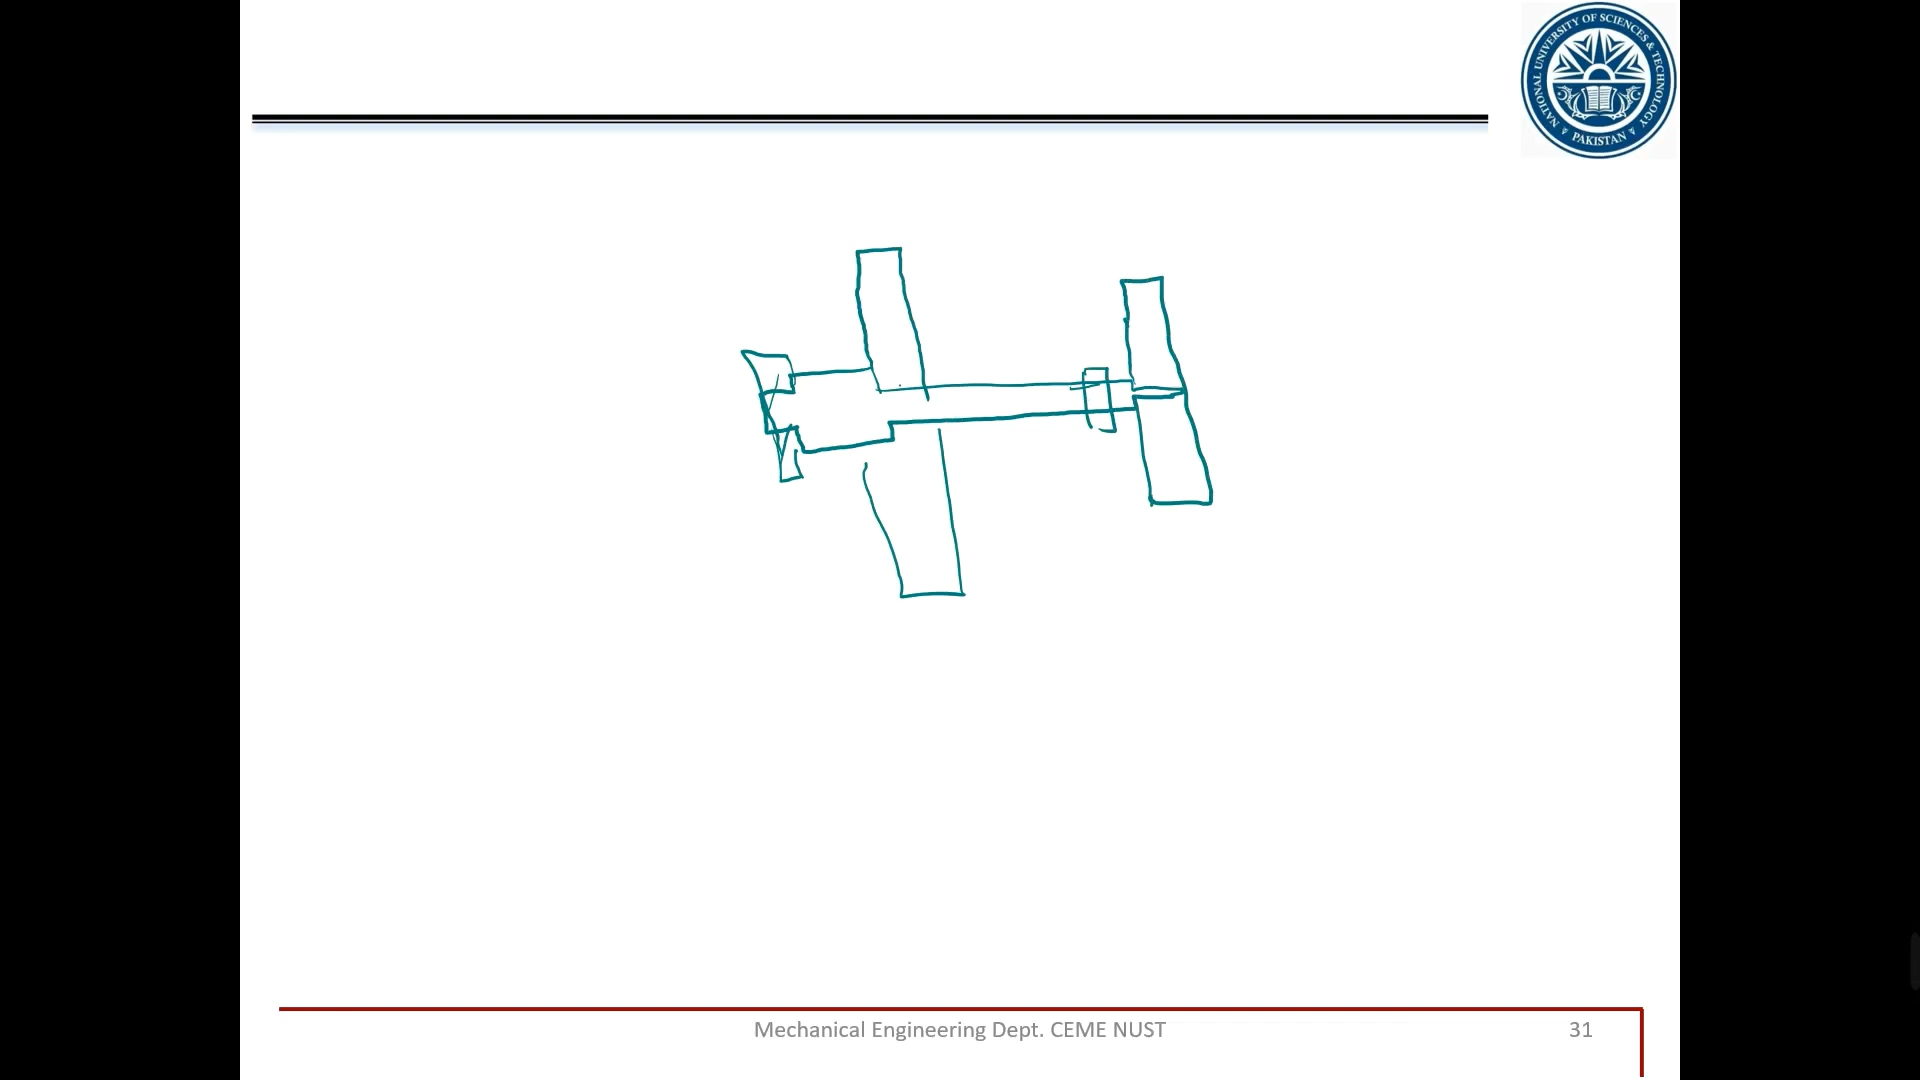 NATIONAL UNIVERSITY OF SCIENCES & TECHNOLOGY
PAKISTAN
Mechanical Engineering Dept. CEME NUST
31